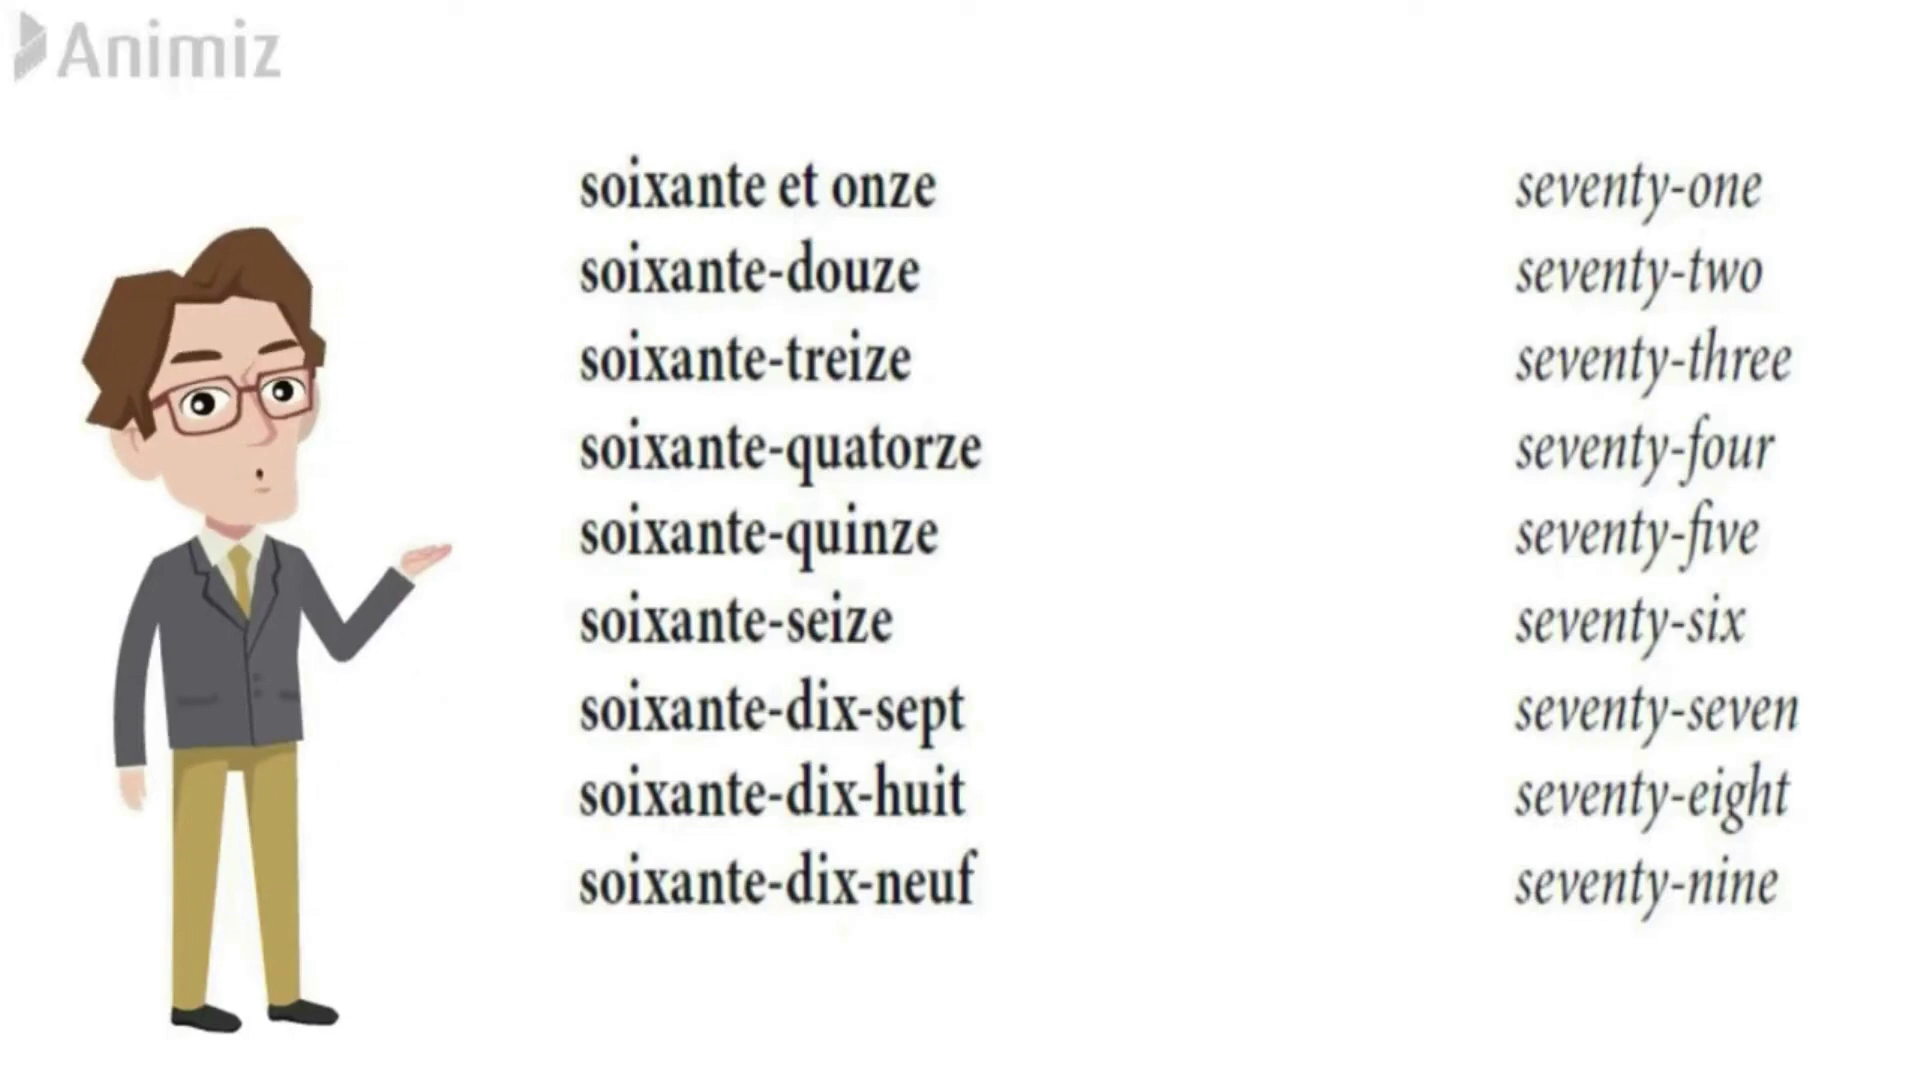 Animiz
soixante et onze seventy-one
soixante-douze seventy-two
soixante-treize seventy-three
soixante-quatorze seventy-four
soixante-quinze seventy-five
soixante-seize seventy-six
soixante-dix-sept seventy-seven
soixante-dix-huit seventy-eight
soixante-dix-neuf seventy-nine